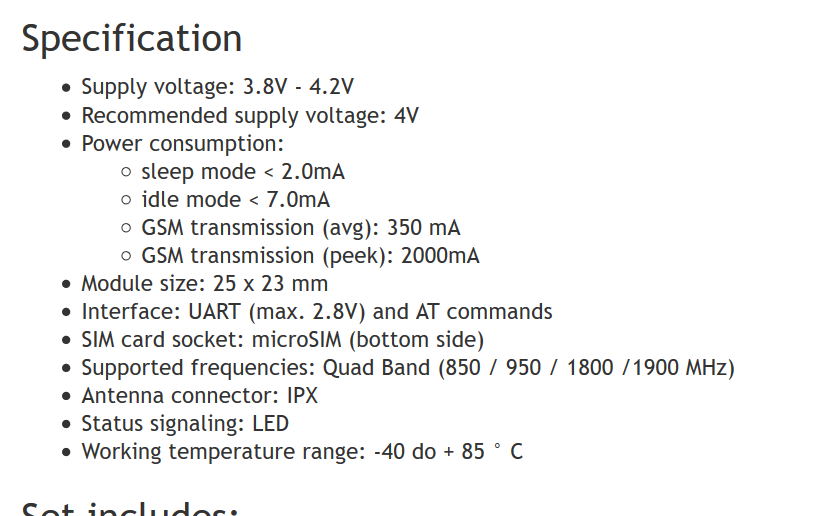 Specification
• Supply voltage: 3.8V - 4.2V
• Recommended supply voltage: 4V
• Power consumption:
○ sleep mode < 2.0mA
○ idle mode < 7.0mA
○ GSM transmission (avg): 350 mA
○ GSM transmission (peek): 2000mA
• Module size: 25 x 23 mm
• Interface: UART (max. 2.8V) and AT commands
• SIM card socket: microSIM (bottom side)
• Supported frequencies: Quad Band (850 / 950 / 1800 /1900 MHz)
• Antenna connector: IPX
• Status signaling: LED
• Working temperature range: -40 do + 85 ° C
Set includes: